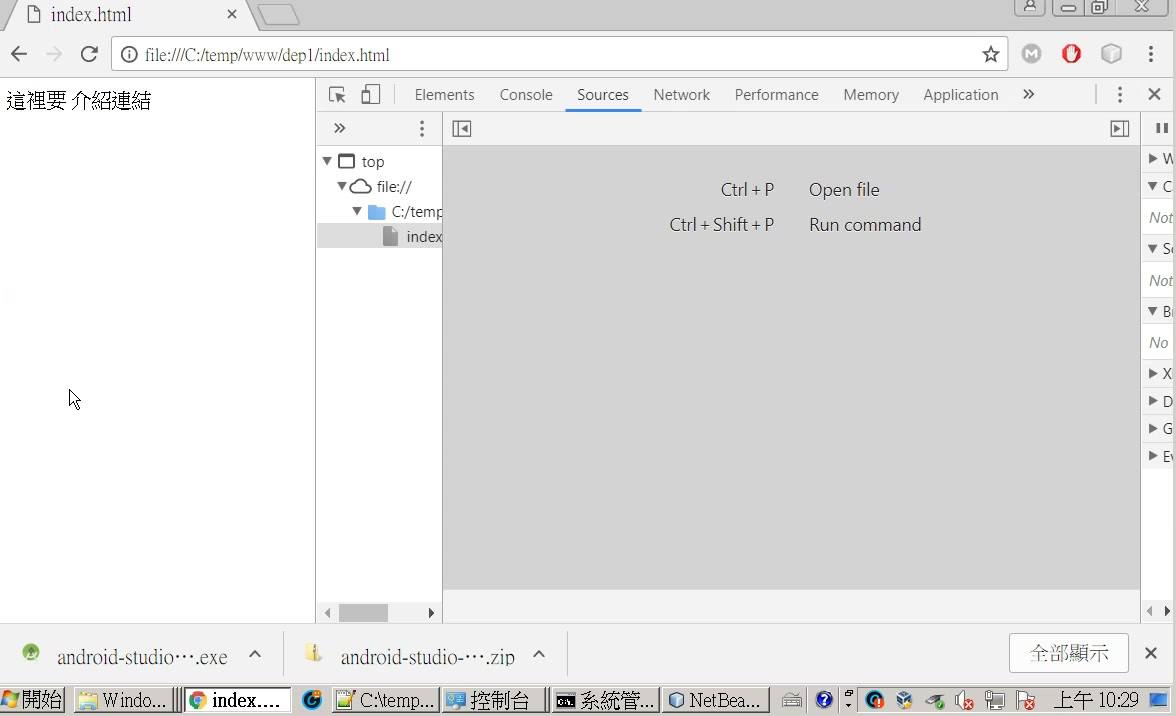 index.html
file:///C:/temp/www/dep1/index.html
這裡要 介紹連結
Elements Console Sources Network Performance Memory Application
top
file://
C:/temp
index
Ctrl + P Open file
Ctrl + Shift + P Run command
W
C
Not
Sc
Not
Br
No
X
D
G
Ev
android-studio⋯.exe
android-studio-⋯.zip
全部顯示
開始
Windo...
index....
C:\temp...
控制台
系統管...
NetBea...
上午 10:29